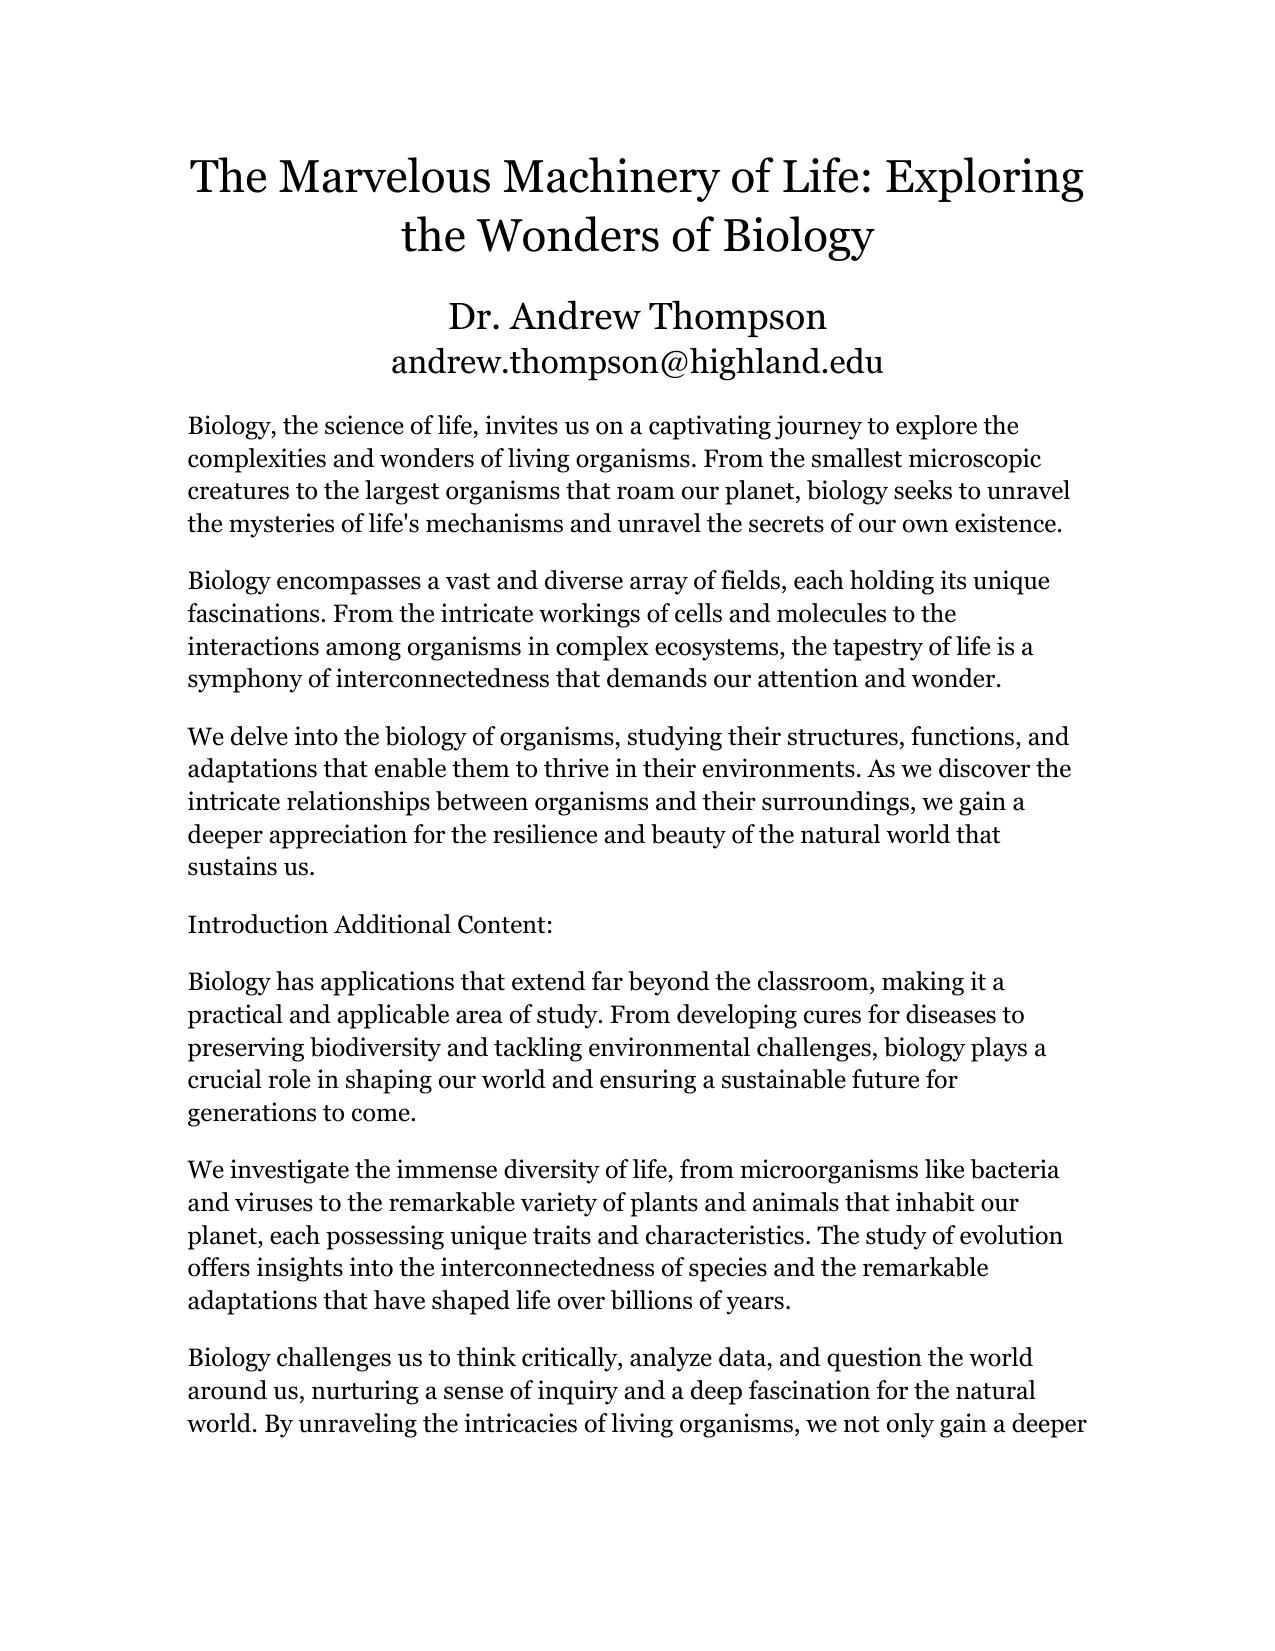 The Marvelous Machinery of Life: Exploring
the Wonders of Biology
Dr. Andrew Thompson
andrew.thompson@highland.edu
Biology, the science of life, invites us on a captivating journey to explore the
complexities and wonders of living organisms. From the smallest microscopic
creatures to the largest organisms that roam our planet, biology seeks to unravel
the mysteries of life's mechanisms and unravel the secrets of our own existence.
Biology encompasses a vast and diverse array of fields, each holding its unique
fascinations. From the intricate workings of cells and molecules to the
interactions among organisms in complex ecosystems, the tapestry of life is a
symphony of interconnectedness that demands our attention and wonder.
We delve into the biology of organisms, studying their structures, functions, and
adaptations that enable them to thrive in their environments. As we discover the
intricate relationships between organisms and their surroundings, we gain a
deeper appreciation for the resilience and beauty of the natural world that
sustains us.
Introduction Additional Content:
Biology has applications that extend far beyond the classroom, making it a
practical and applicable area of study. From developing cures for diseases to
preserving biodiversity and tackling environmental challenges, biology plays a
crucial role in shaping our world and ensuring a sustainable future for
generations to come.
We investigate the immense diversity of life, from microorganisms like bacteria
and viruses to the remarkable variety of plants and animals that inhabit our
planet, each possessing unique traits and characteristics. The study of evolution
offers insights into the interconnectedness of species and the remarkable
adaptations that have shaped life over billions of years.
Biology challenges us to think critically, analyze data, and question the world
around us, nurturing a sense of inquiry and a deep fascination for the natural
world. By unraveling the intricacies of living organisms, we not only gain a deeper